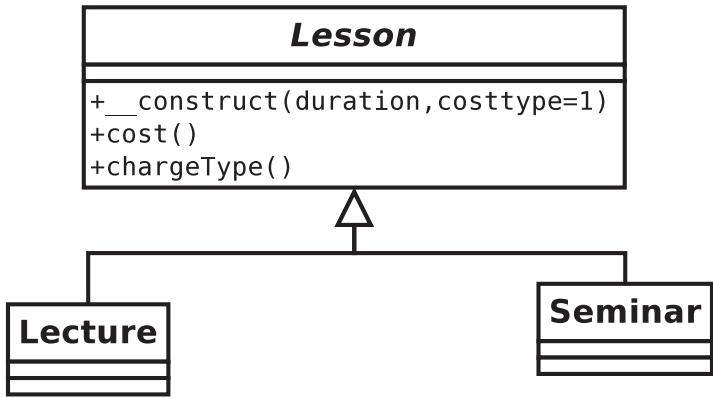 Lesson
+__construct(duration,costtype=1)
+cost()
+chargeType()
Lecture
Seminar